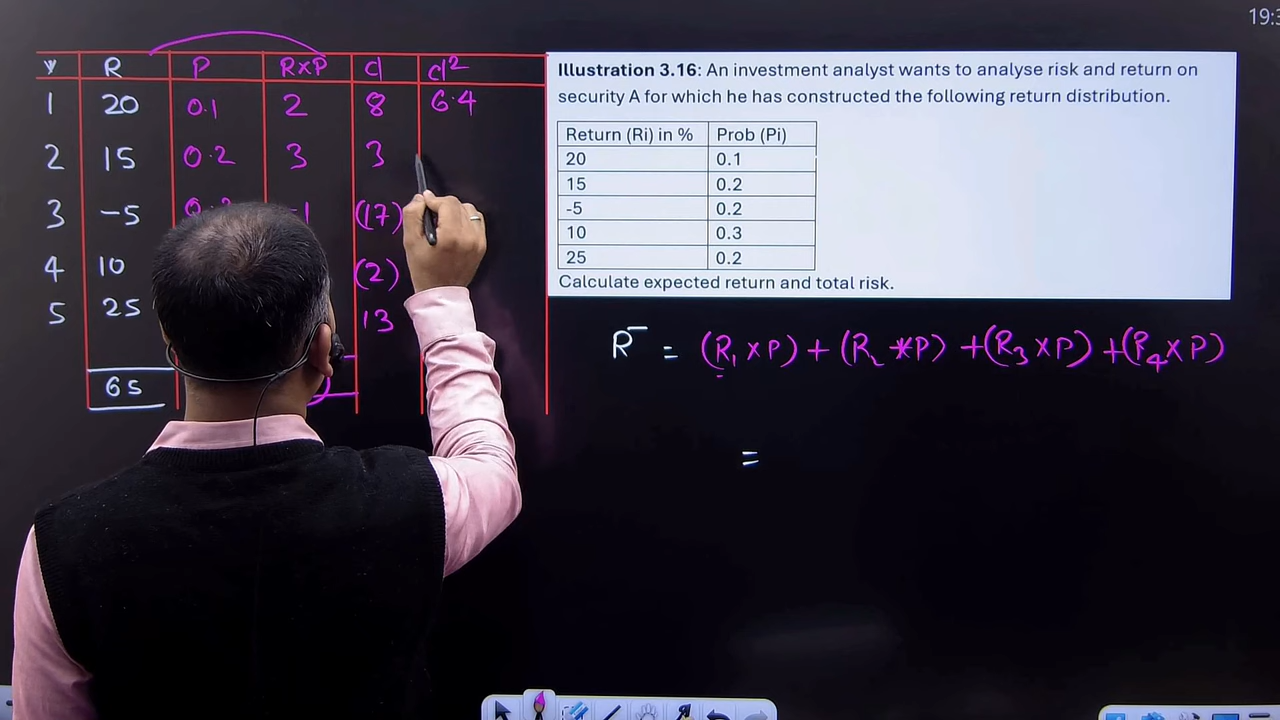 19:3
Y R P R×P d d²
1 20 0.1 2 8 6.4
2 15 0.2 3 3
3 -5 -1 (17)
4 10 (2)
5 25 13
65
Illustration 3.16: An investment analyst wants to analyse risk and return on
security A for which he has constructed the following return distribution.
Return (Ri) in % Prob (Pi)
20 0.1
15 0.2
-5 0.2
10 0.3
25 0.2
Calculate expected return and total risk.
R‾ = (R₁ × P) + (R₂ * P) + (R₃ × P) + (R₄ × P)
=